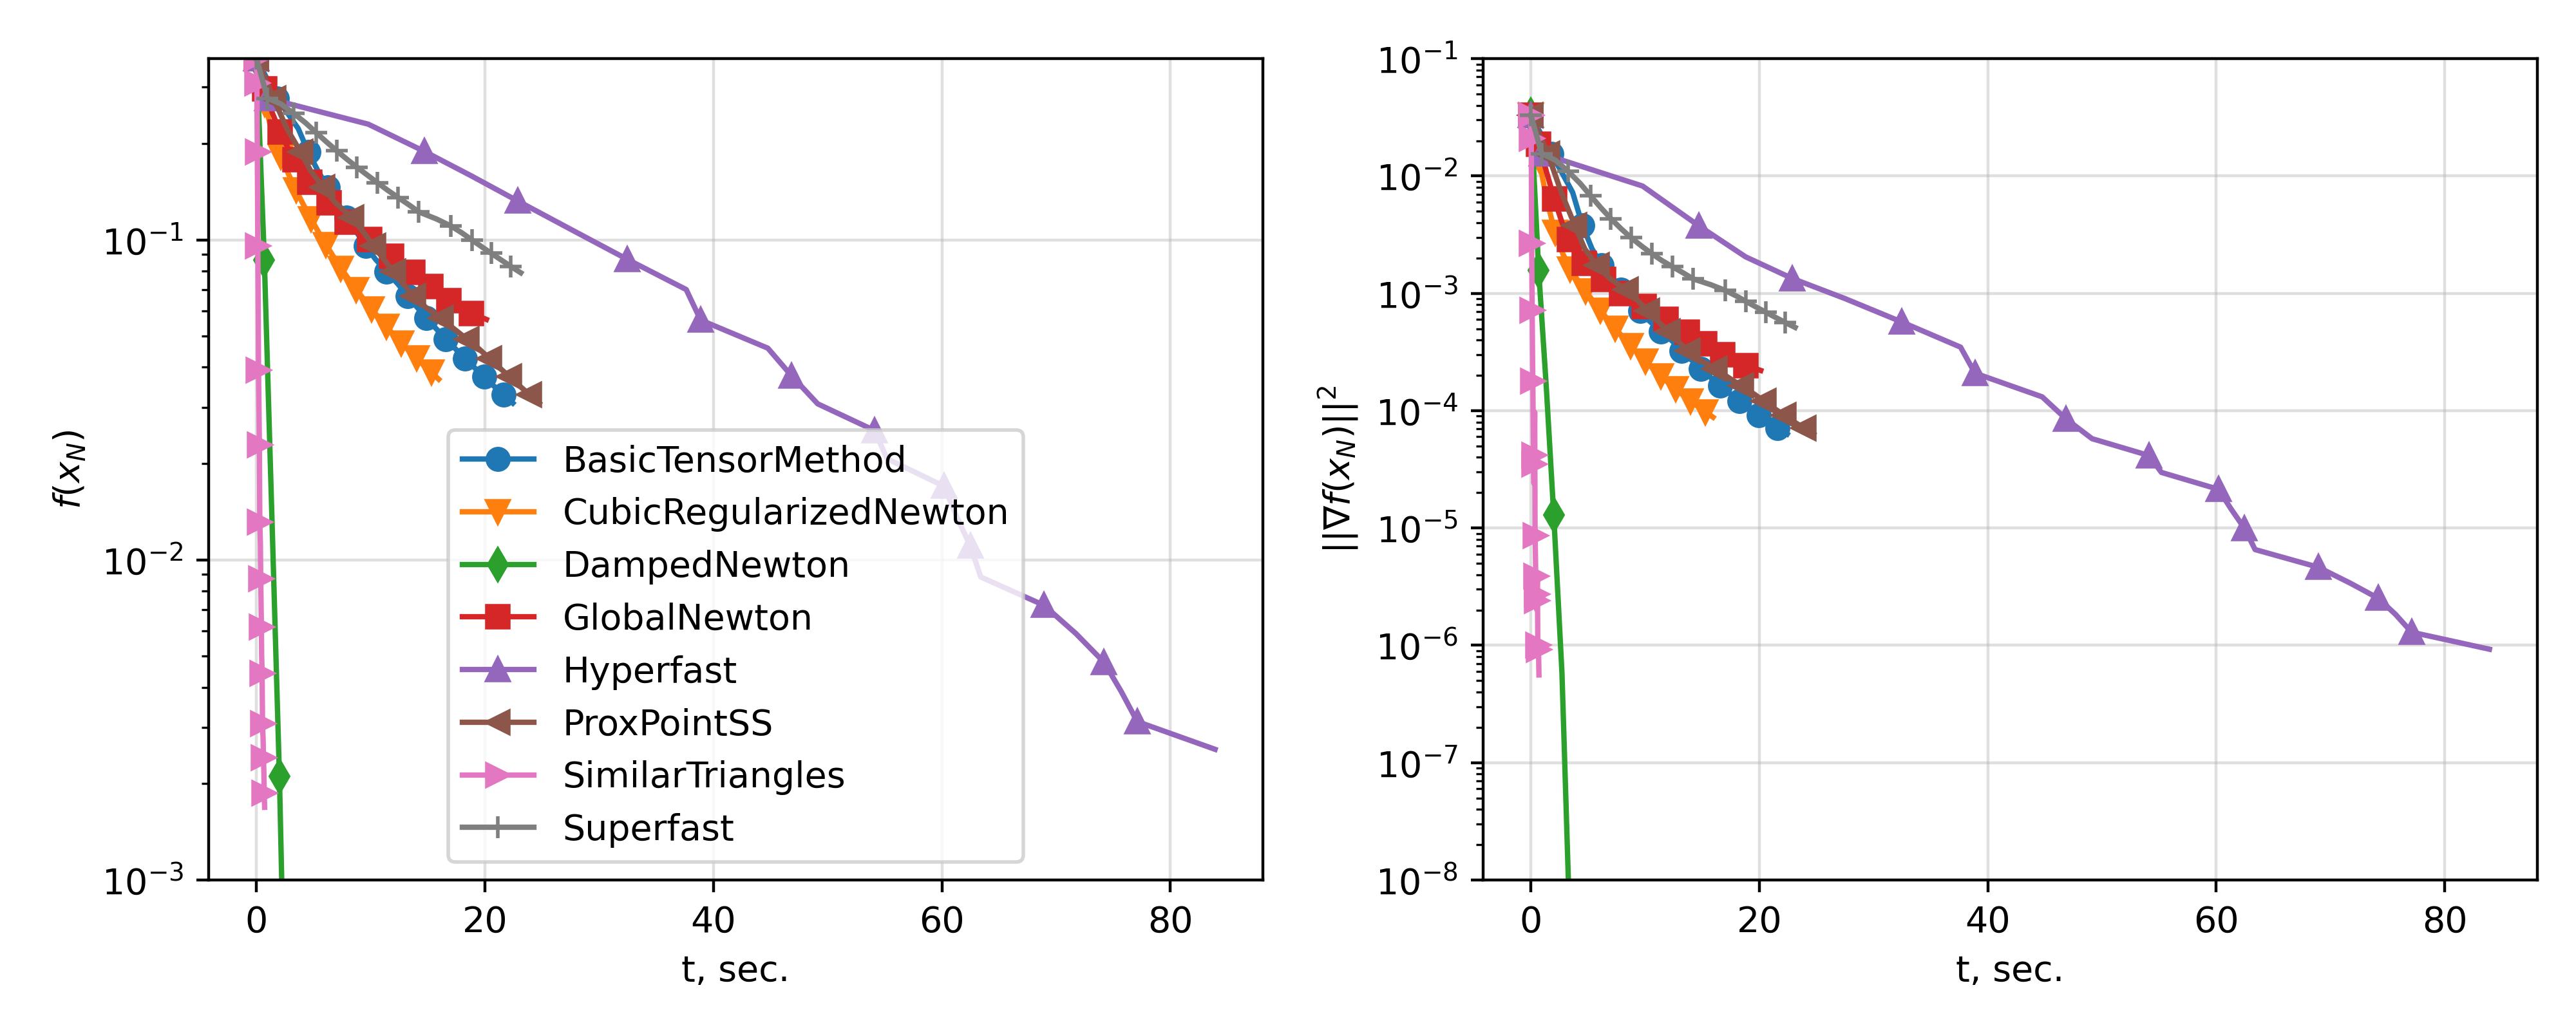 10⁻¹
10⁻²
10⁻³
f(x_N)
0 20 40 60 80
t, sec.
BasicTensorMethod
CubicRegularizedNewton
DampedNewton
GlobalNewton
Hyperfast
ProxPointSS
SimilarTriangles
Superfast
10⁻¹
10⁻²
10⁻³
10⁻⁴
10⁻⁵
10⁻⁶
10⁻⁷
10⁻⁸
||∇f(x_N)||²
0 20 40 60 80
t, sec.